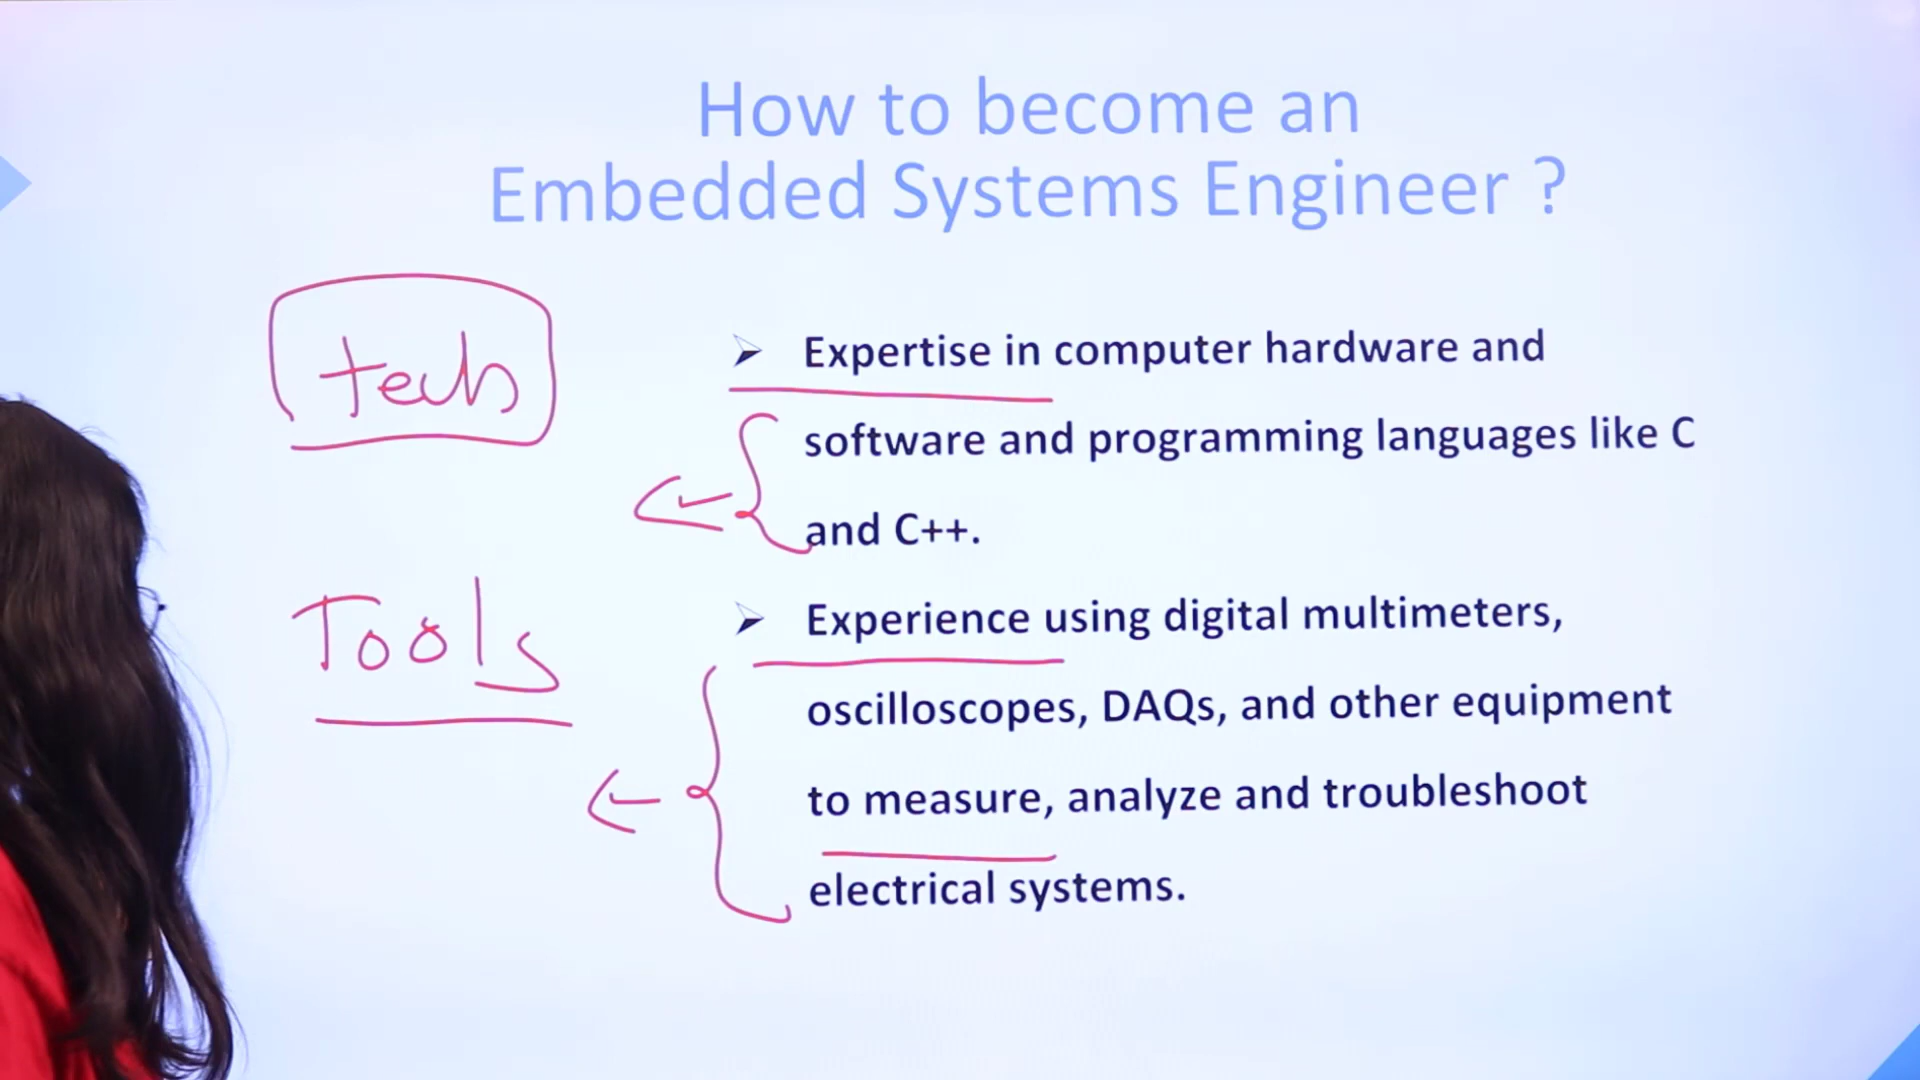 How to become an
Embedded Systems Engineer ?
tech
Expertise in computer hardware and
software and programming languages like C
and C++.
Tools
Experience using digital multimeters,
oscilloscopes, DAQs, and other equipment
to measure, analyze and troubleshoot
electrical systems.